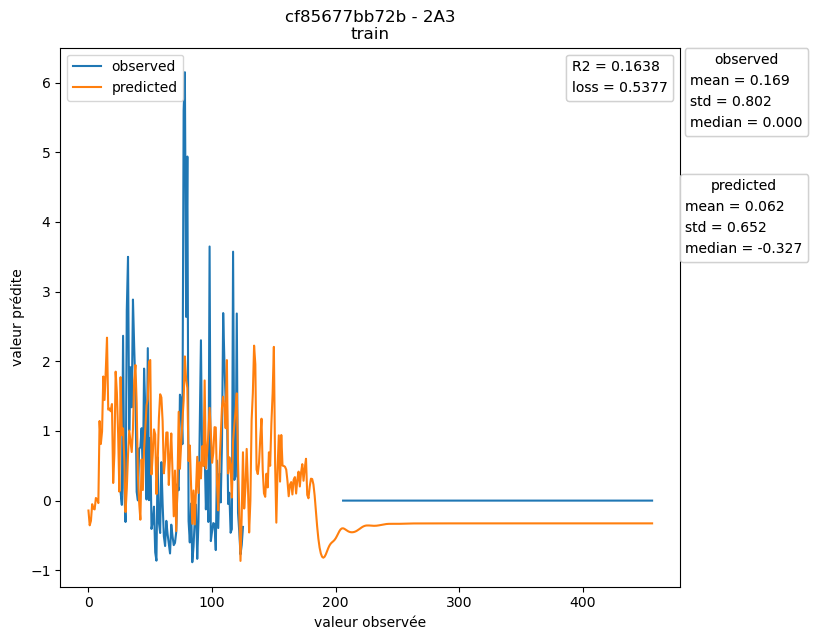 cf85677bb72b - 2A3
train
observed
predicted
R2 = 0.1638
loss = 0.5377
observed
mean = 0.169
std = 0.802
median = 0.000
predicted
mean = 0.062
std = 0.652
median = -0.327
valeur prédite
6
5
4
3
2
1
0
−1
0
100
200
300
400
valeur observée